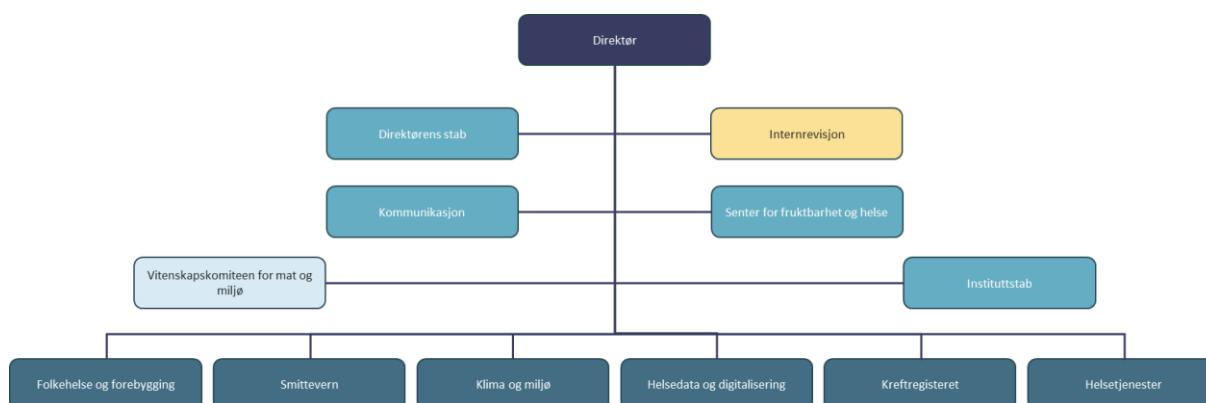 Direktør
Direktørens stab
Internrevisjon
Kommunikasjon
Senter for fruktbarhet og helse
Vitenskapskomiteen for mat og
miljø
Instituttstab
Folkehelse og forebygging
Smittevern
Klima og miljø
Helsedata og digitalisering
Kreftregisteret
Helsetjenester